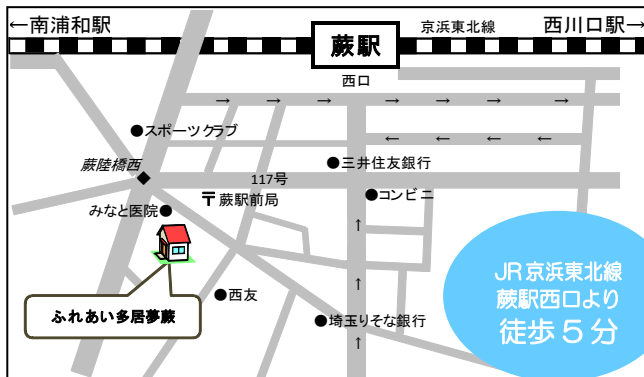 ←南浦和駅
京浜東北線
西川口駅→
蕨駅
西口
→ → → → → → →
●スポーツクラブ
← ← ← ←
蕨陸橋西
●三井住友銀行
117号
〒蕨駅前局
●コンビニ
みなと医院●
↑
JR京浜東北線
蕨駅西口より
徒歩5分
↑
●西友
ふれあい多居夢蕨
●埼玉りそな銀行
↑